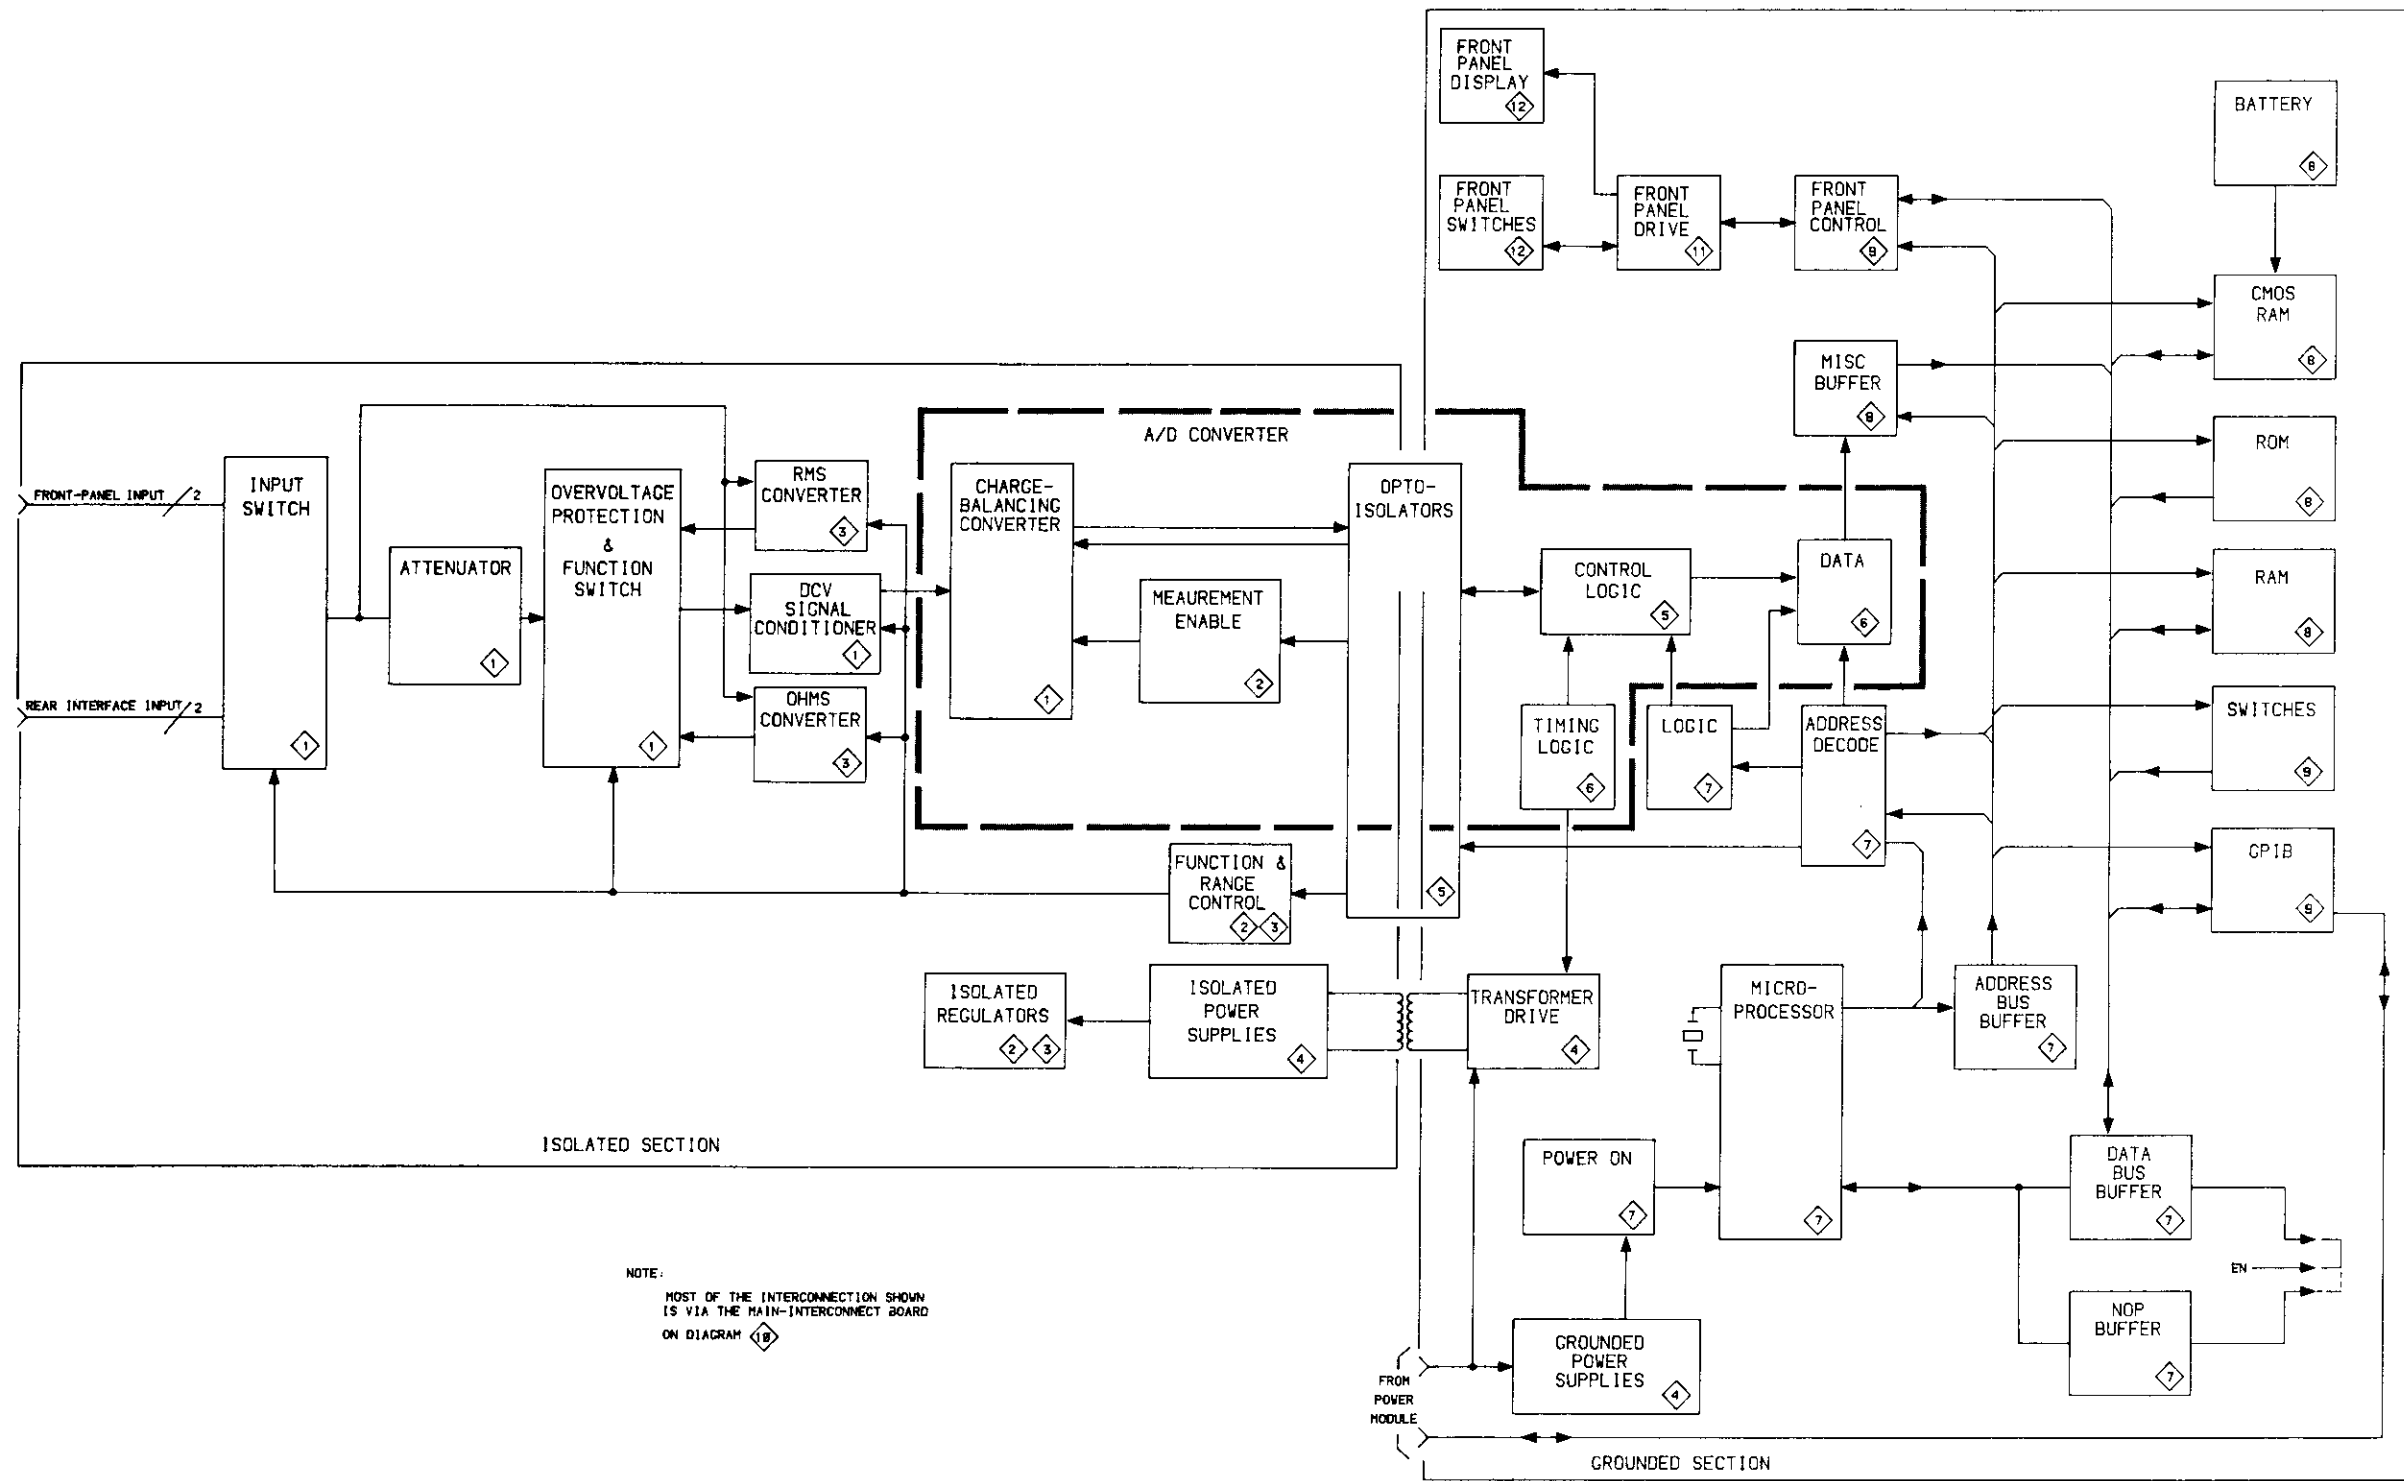 FRONT
PANEL
DISPLAY
12
BATTERY
8
FRONT
PANEL
SWITCHES
12
FRONT
PANEL
DRIVE
11
FRONT
PANEL
CONTROL
9
CMOS
RAM
8
MISC
BUFFER
8
ROM
8
A/D CONVERTER
FRONT-PANEL INPUT 2
REAR INTERFACE INPUT 2
INPUT
SWITCH
1
ATTENUATOR
1
OVERVOLTAGE
PROTECTION
&
FUNCTION
SWITCH
1
RMS
CONVERTER
3
DCV
SIGNAL
CONDITIONER
1
OHMS
CONVERTER
3
CHARGE-
BALANCING
CONVERTER
1
MEAUREMENT
ENABLE
2
OPTO-
ISOLATORS
5
CONTROL
LOGIC
5
DATA
6
RAM
8
TIMING
LOGIC
6
LOGIC
7
ADDRESS
DECODE
7
SWITCHES
9
GPIB
9
FUNCTION &
RANGE
CONTROL
2 3
ISOLATED
REGULATORS
2 3
ISOLATED
POWER
SUPPLIES
4
TRANSFORMER
DRIVE
4
MICRO-
PROCESSOR
7
ADDRESS
BUS
BUFFER
7
ISOLATED SECTION
POWER ON
7
DATA
BUS
BUFFER
7
EN
NOP
BUFFER
7
GROUNDED
POWER
SUPPLIES
4
FROM
POWER
MODULE
GROUNDED SECTION
NOTE:
MOST OF THE INTERCONNECTION SHOWN
IS VIA THE MAIN-INTERCONNECT BOARD
ON DIAGRAM 10